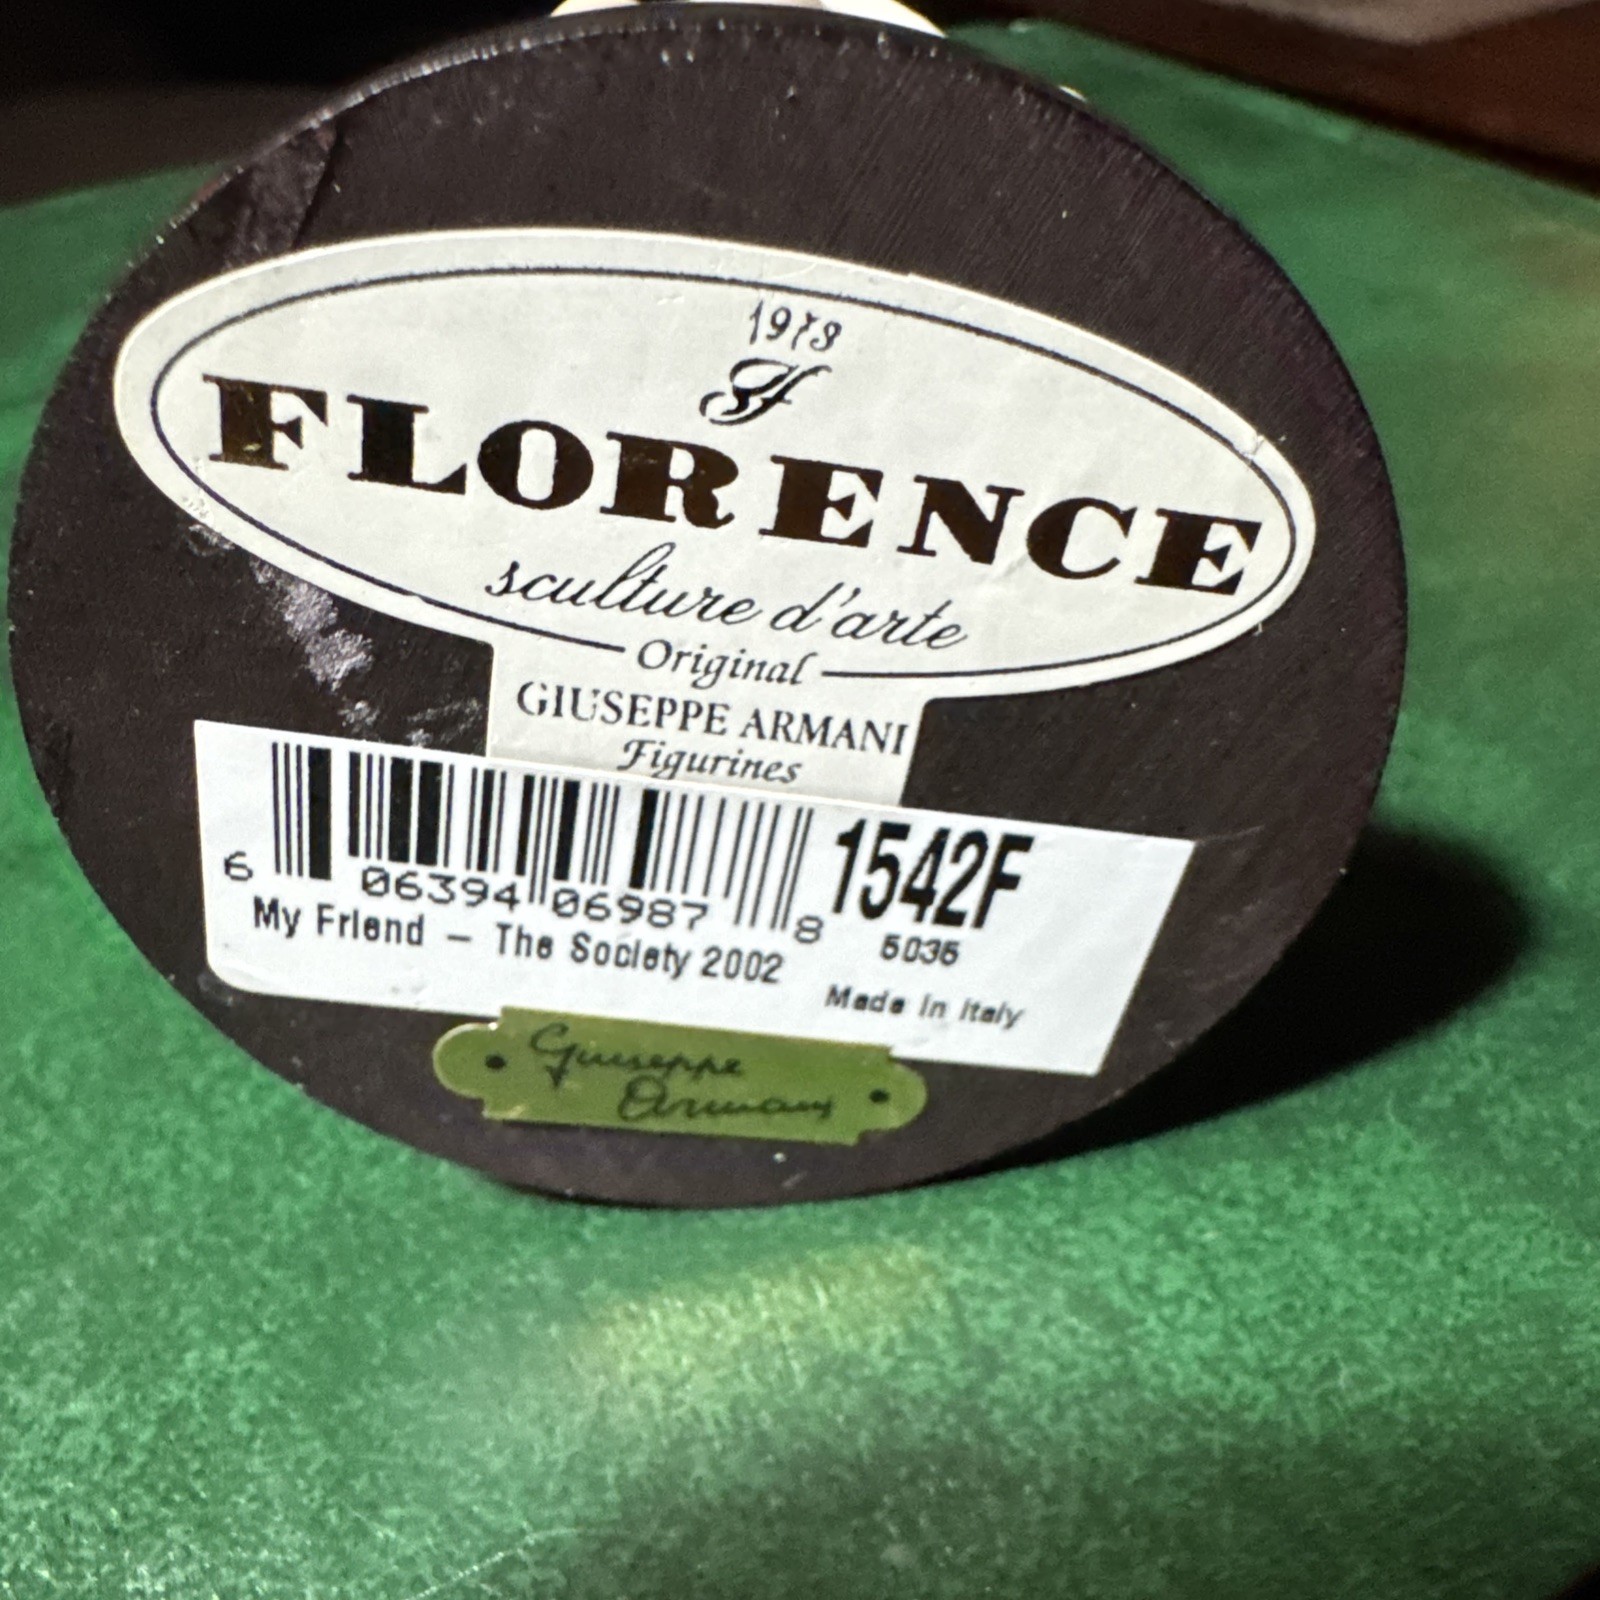 1973
FLORENCE
sculture d'arte
Original
GIUSEPPE ARMANI
Figurines
1542F
6 06394 06987 8
5035
My Friend – The Society 2002
Made in Italy
Giuseppe
Armani